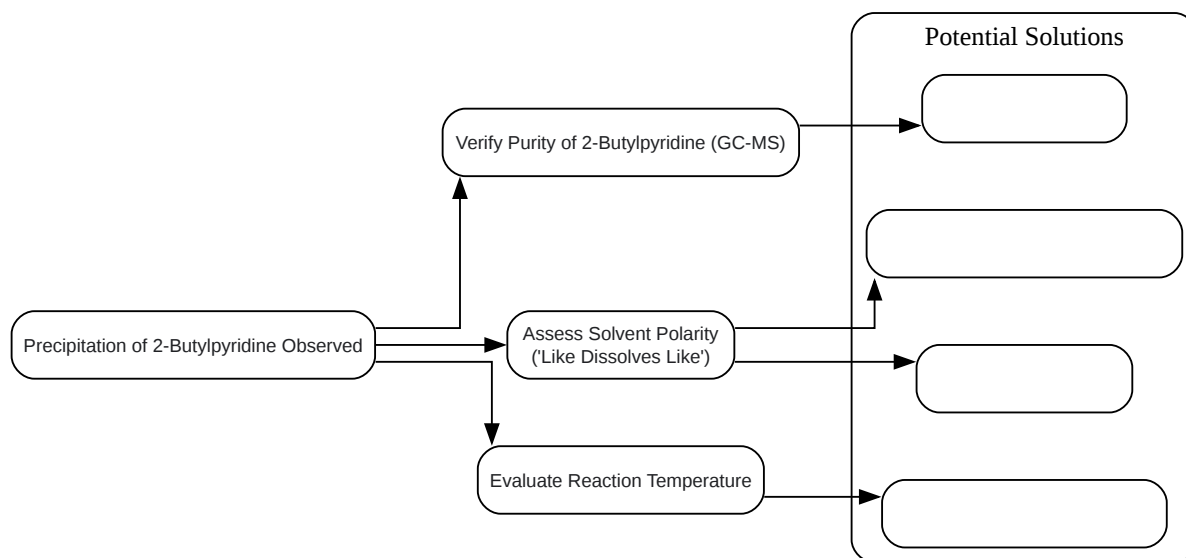 Potential Solutions
Verify Purity of 2-Butylpyridine (GC-MS)
Precipitation of 2-Butylpyridine Observed
Assess Solvent Polarity
('Like Dissolves Like')
Evaluate Reaction Temperature